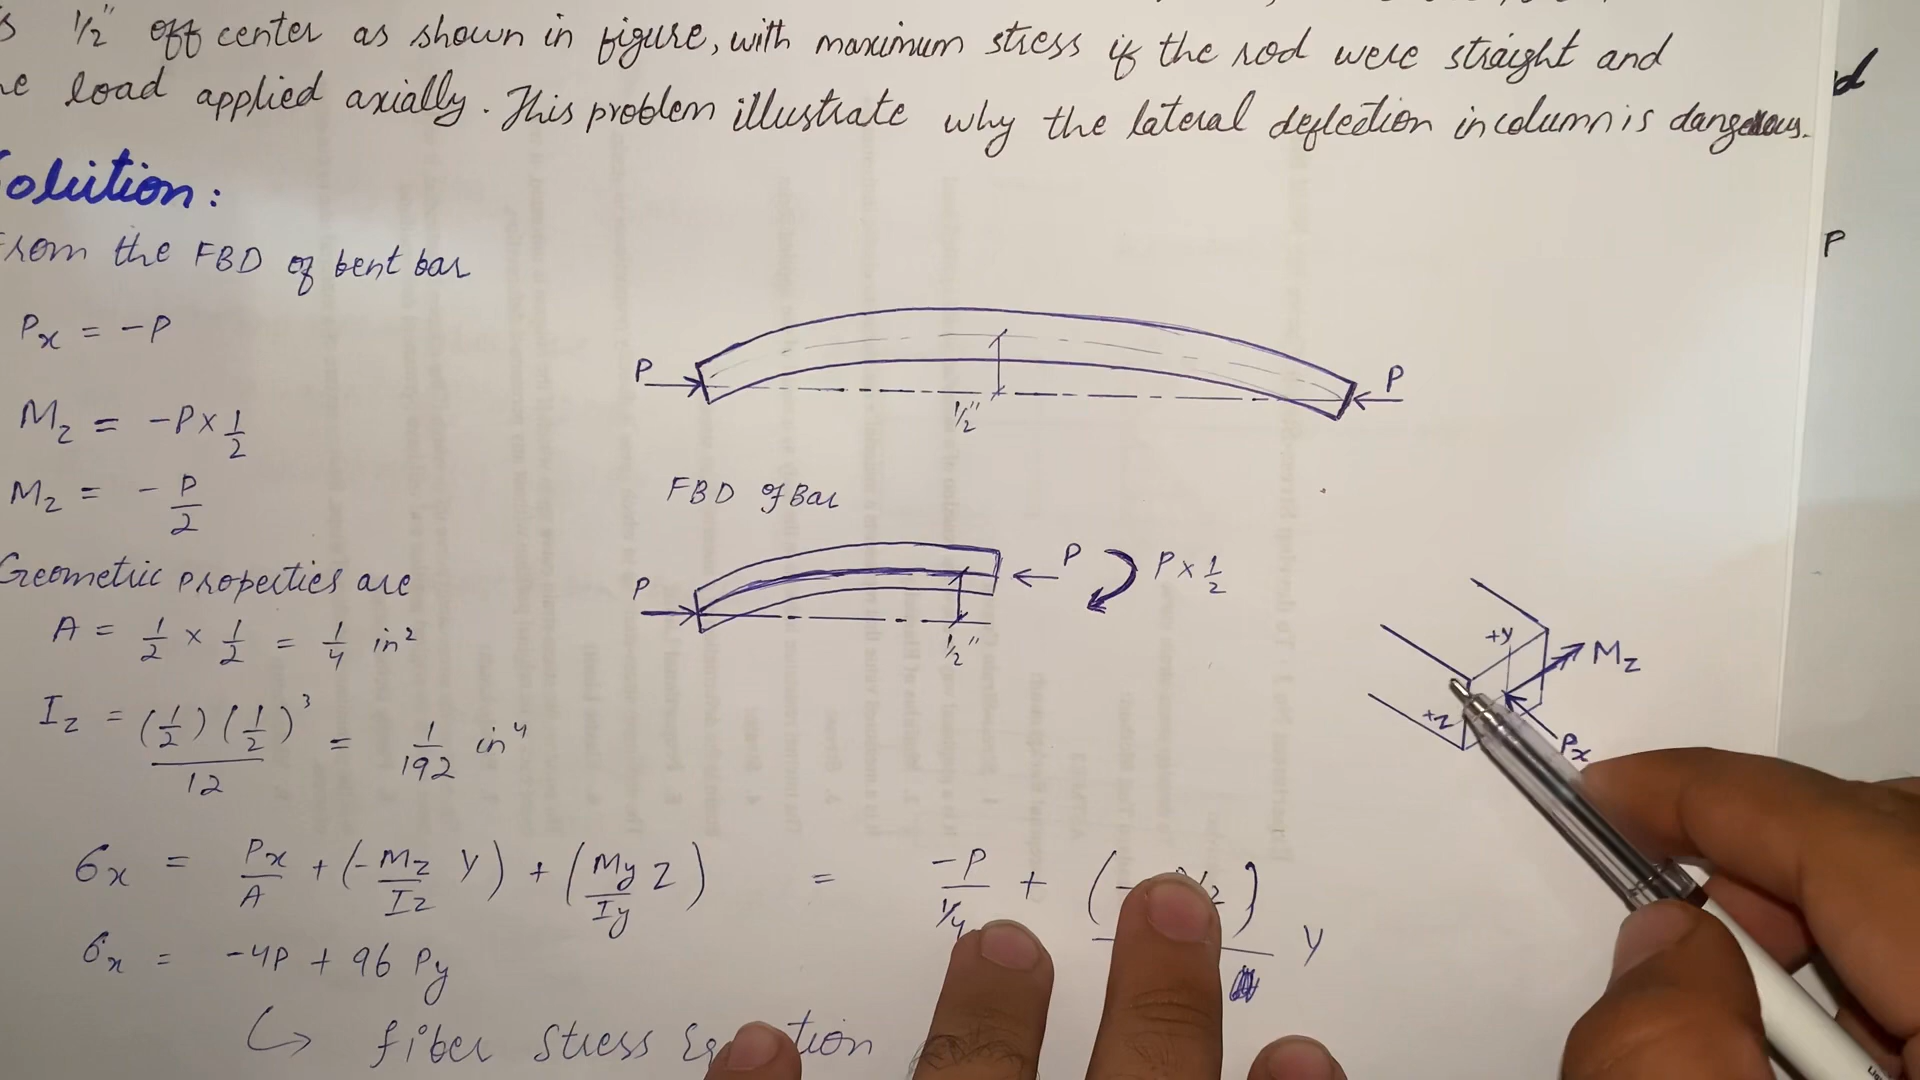 1/2" off center as shown in figure, with maximum stress if the rod were straight and
load applied axially. This problem illustrate why the lateral deflection in column is dangerous.
Solution:
From the FBD of bent bar
Px = -P
Mz = -P × 1/2
Mz = - P/2
Geometric properties are
A = 1/2 × 1/2 = 1/4 in²
Iz = (1/2)(1/2)³/12 = 1/192 in⁴
σx = Px/A + (-Mz/Iz Y) + (My/Iy Z) = -P/1/4 + ( ) Y
σx = -4P + 96 Py
↳ fiber stress
P
P
1/2"
FBD of Bar
P
P
P × 1/2
1/2"
+y
Mz
+z
Px
P